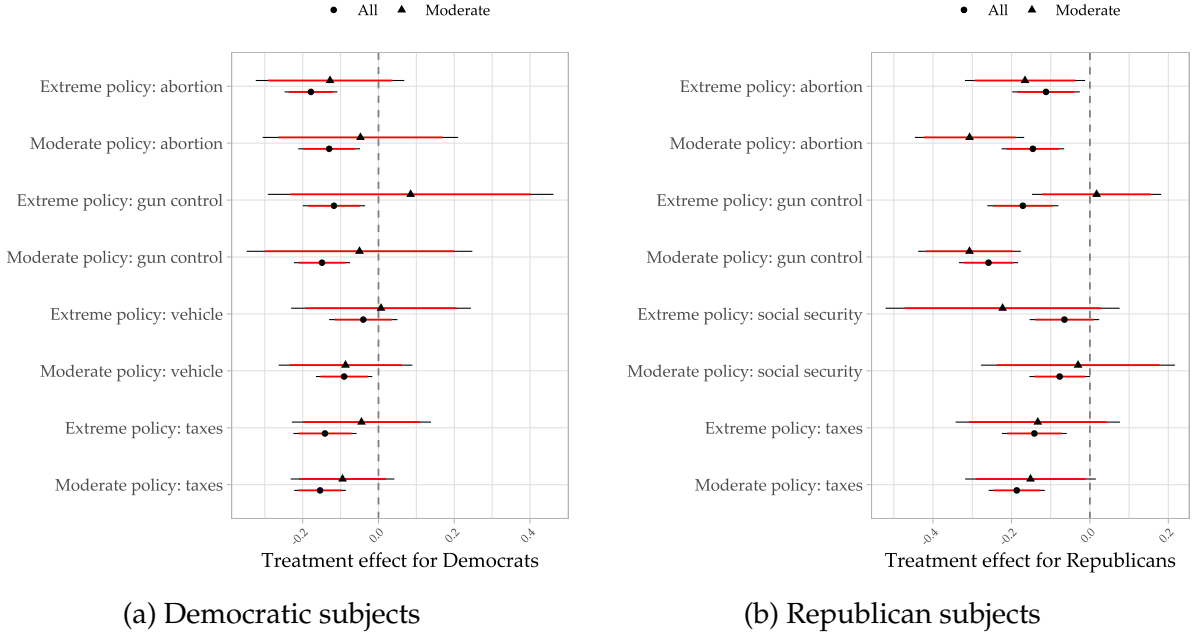 All Moderate
Extreme policy: abortion
Moderate policy: abortion
Extreme policy: gun control
Moderate policy: gun control
Extreme policy: vehicle
Moderate policy: vehicle
Extreme policy: taxes
Moderate policy: taxes
-0.2 0.0 0.2 0.4
Treatment effect for Democrats
(a) Democratic subjects
All Moderate
Extreme policy: abortion
Moderate policy: abortion
Extreme policy: gun control
Moderate policy: gun control
Extreme policy: social security
Moderate policy: social security
Extreme policy: taxes
Moderate policy: taxes
-0.4 -0.2 0.0 0.2
Treatment effect for Republicans
(b) Republican subjects